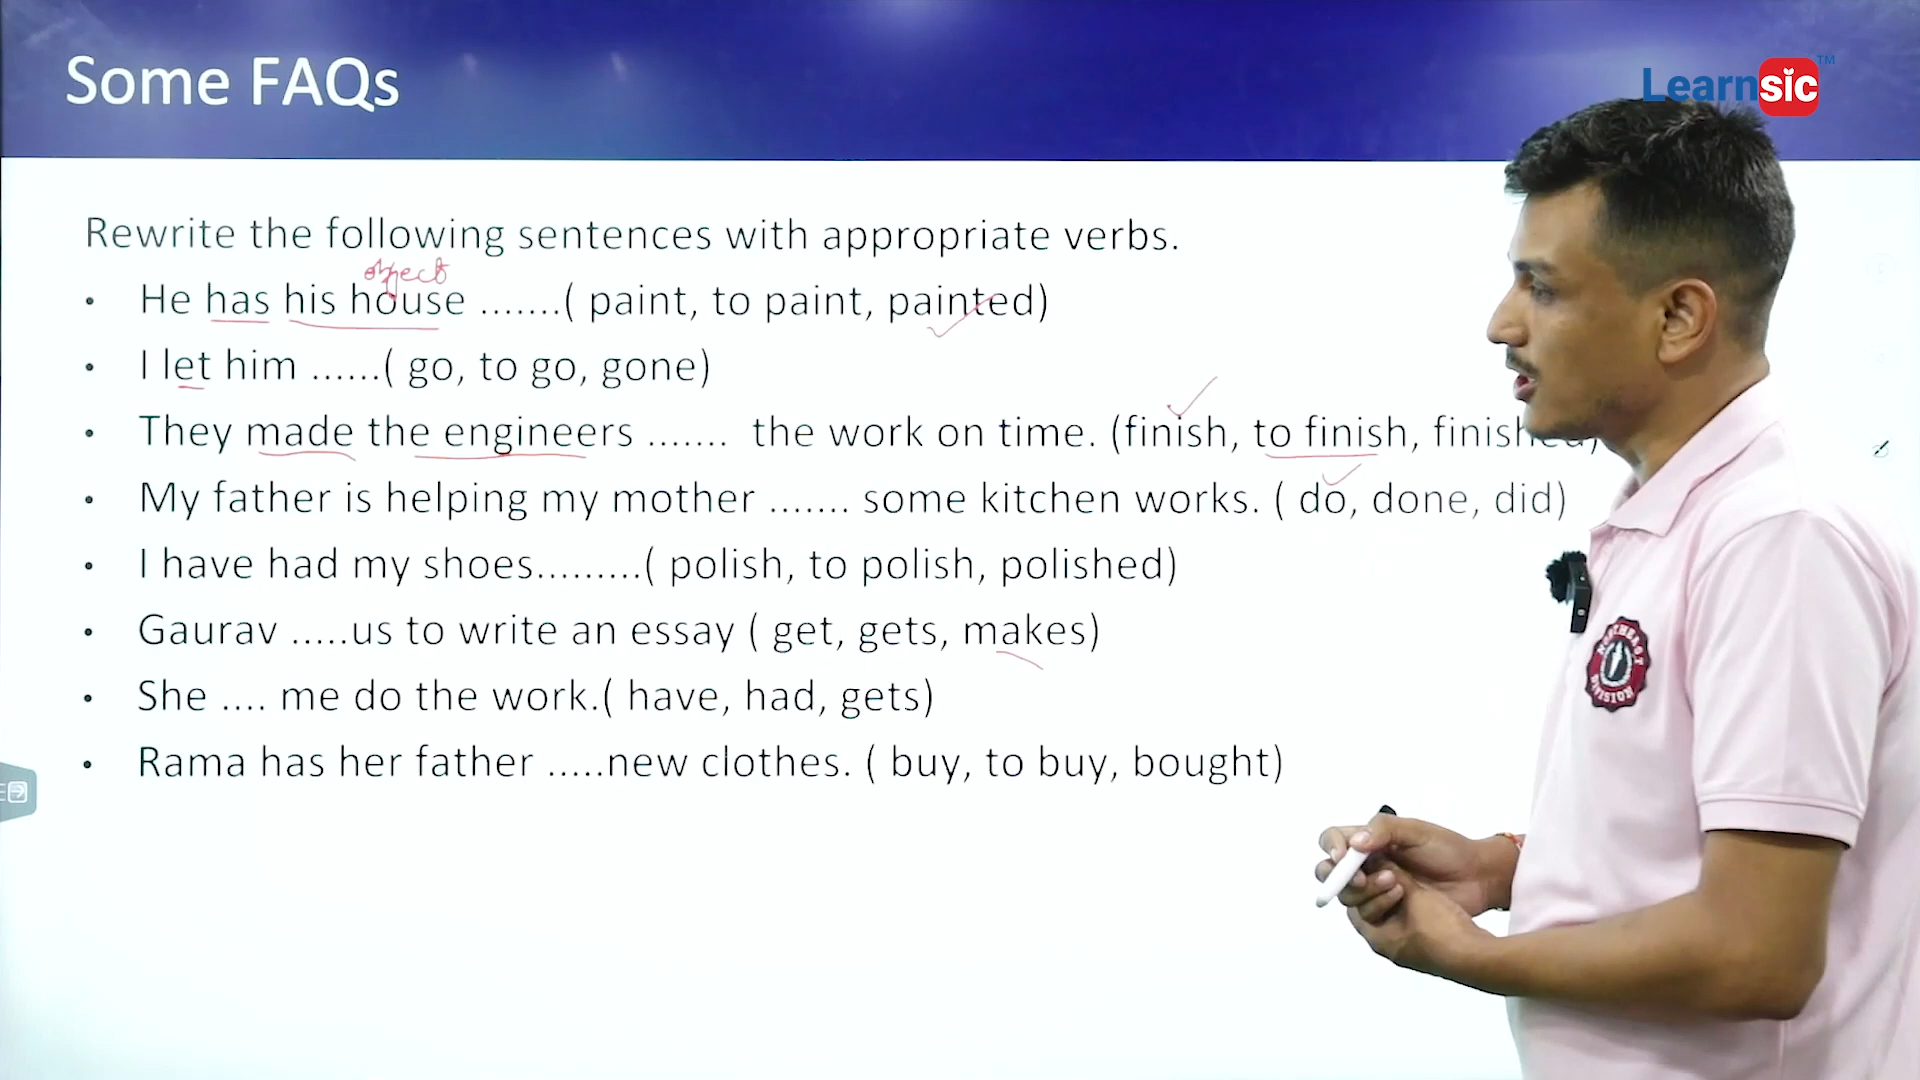 Some FAQs
Learnsic™
Rewrite the following sentences with appropriate verbs.
object
• He has his house .......( paint, to paint, painted)
• I let him ......( go, to go, gone)
• They made the engineers ....... the work on time. (finish, to finish, finished)
• My father is helping my mother ....... some kitchen works. ( do, done, did)
• I have had my shoes.........( polish, to polish, polished)
• Gaurav .....us to write an essay ( get, gets, makes)
• She .... me do the work.( have, had, gets)
• Rama has her father .....new clothes. ( buy, to buy, bought)